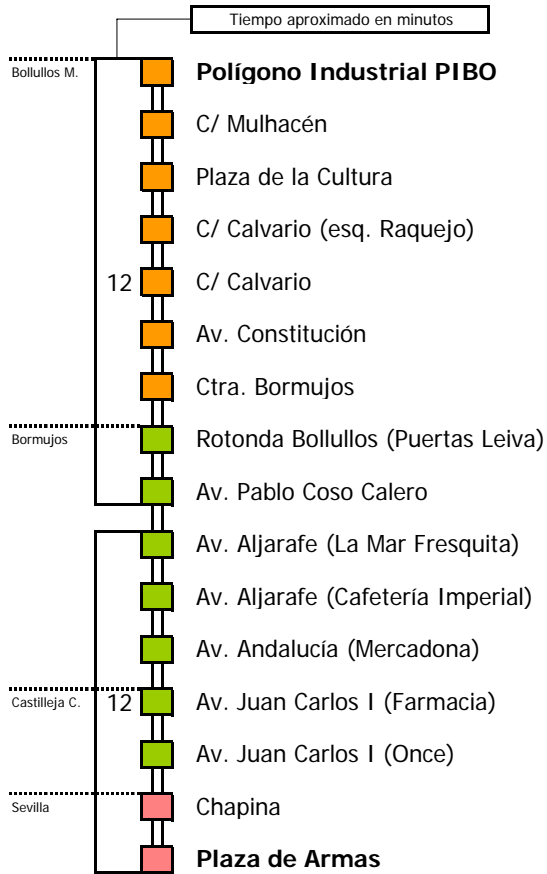 Tiempo aproximado en minutos
Bollullos M.
Polígono Industrial PIBO
C/ Mulhacén
Plaza de la Cultura
C/ Calvario (esq. Raquejo)
12
C/ Calvario
Av. Constitución
Ctra. Bormujos
Bormujos
Rotonda Bollullos (Puertas Leiva)
Av. Pablo Coso Calero
Av. Aljarafe (La Mar Fresquita)
Av. Aljarafe (Cafetería Imperial)
Av. Andalucía (Mercadona)
Castilleja C.
12
Av. Juan Carlos I (Farmacia)
Av. Juan Carlos I (Once)
Sevilla
Chapina
Plaza de Armas